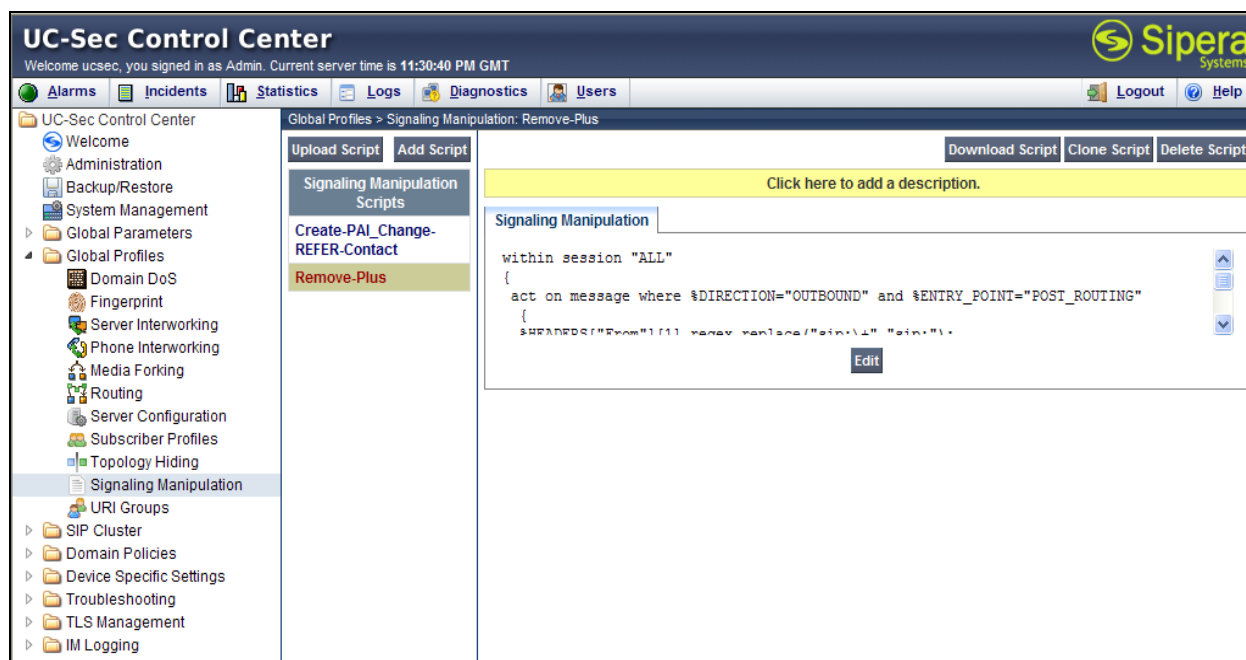 UC-Sec Control Center
Welcome ucsec, you signed in as Admin. Current server time is 11:30:40 PM GMT
Sipera
Systems
Alarms Incidents Statistics Logs Diagnostics Users Logout Help
UC-Sec Control Center
Welcome
Administration
Backup/Restore
System Management
Global Parameters
Global Profiles
Domain DoS
Fingerprint
Server Interworking
Phone Interworking
Media Forking
Routing
Server Configuration
Subscriber Profiles
Topology Hiding
Signaling Manipulation
URI Groups
SIP Cluster
Domain Policies
Device Specific Settings
Troubleshooting
TLS Management
IM Logging
Global Profiles > Signaling Manipulation: Remove-Plus
Upload Script Add Script
Signaling Manipulation
Scripts
Create-PAI_Change-
REFER-Contact
Remove-Plus
Download Script Clone Script Delete Script
Click here to add a description.
Signaling Manipulation
within session "ALL"
{
act on message where %DIRECTION="OUTBOUND" and %ENTRY_POINT="POST_ROUTING"
{
%HEADERS["From"][1].regex_replace("sip:\+","sip:");
Edit